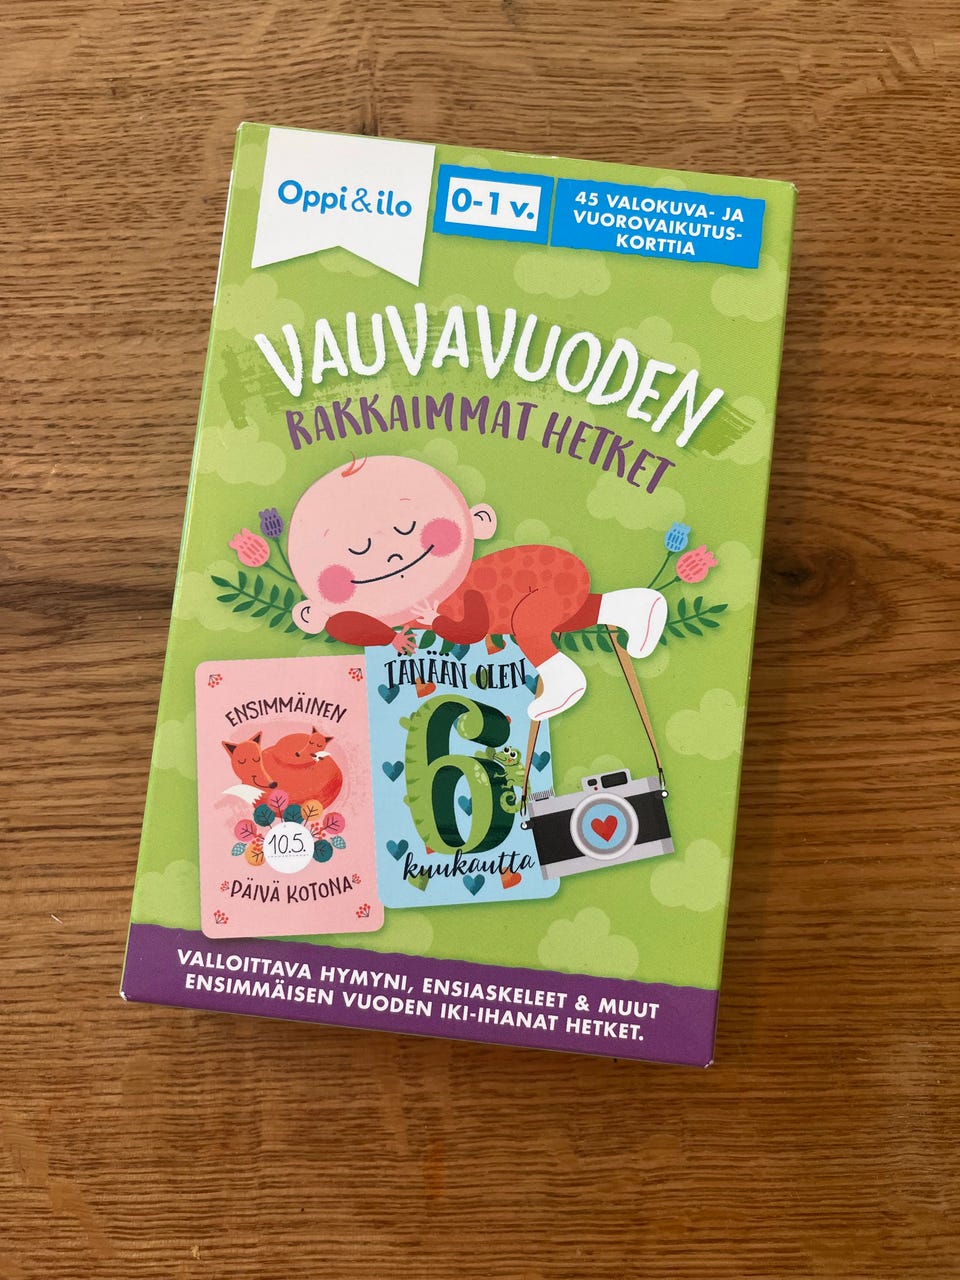 Oppi&ilo
0-1 v.
45 VALOKUVA- JA
VUOROVAIKUTUS-
KORTTIA
VAUVAVUODEN
RAKKAIMMAT HETKET
ENSIMMÄINEN
10.5.
PÄIVÄ KOTONA
TÄNÄÄN OLEN
6
kuukautta
VALLOITTAVA HYMYNI, ENSIASKELEET & MUUT
ENSIMMÄISEN VUODEN IKI-IHANAT HETKET.